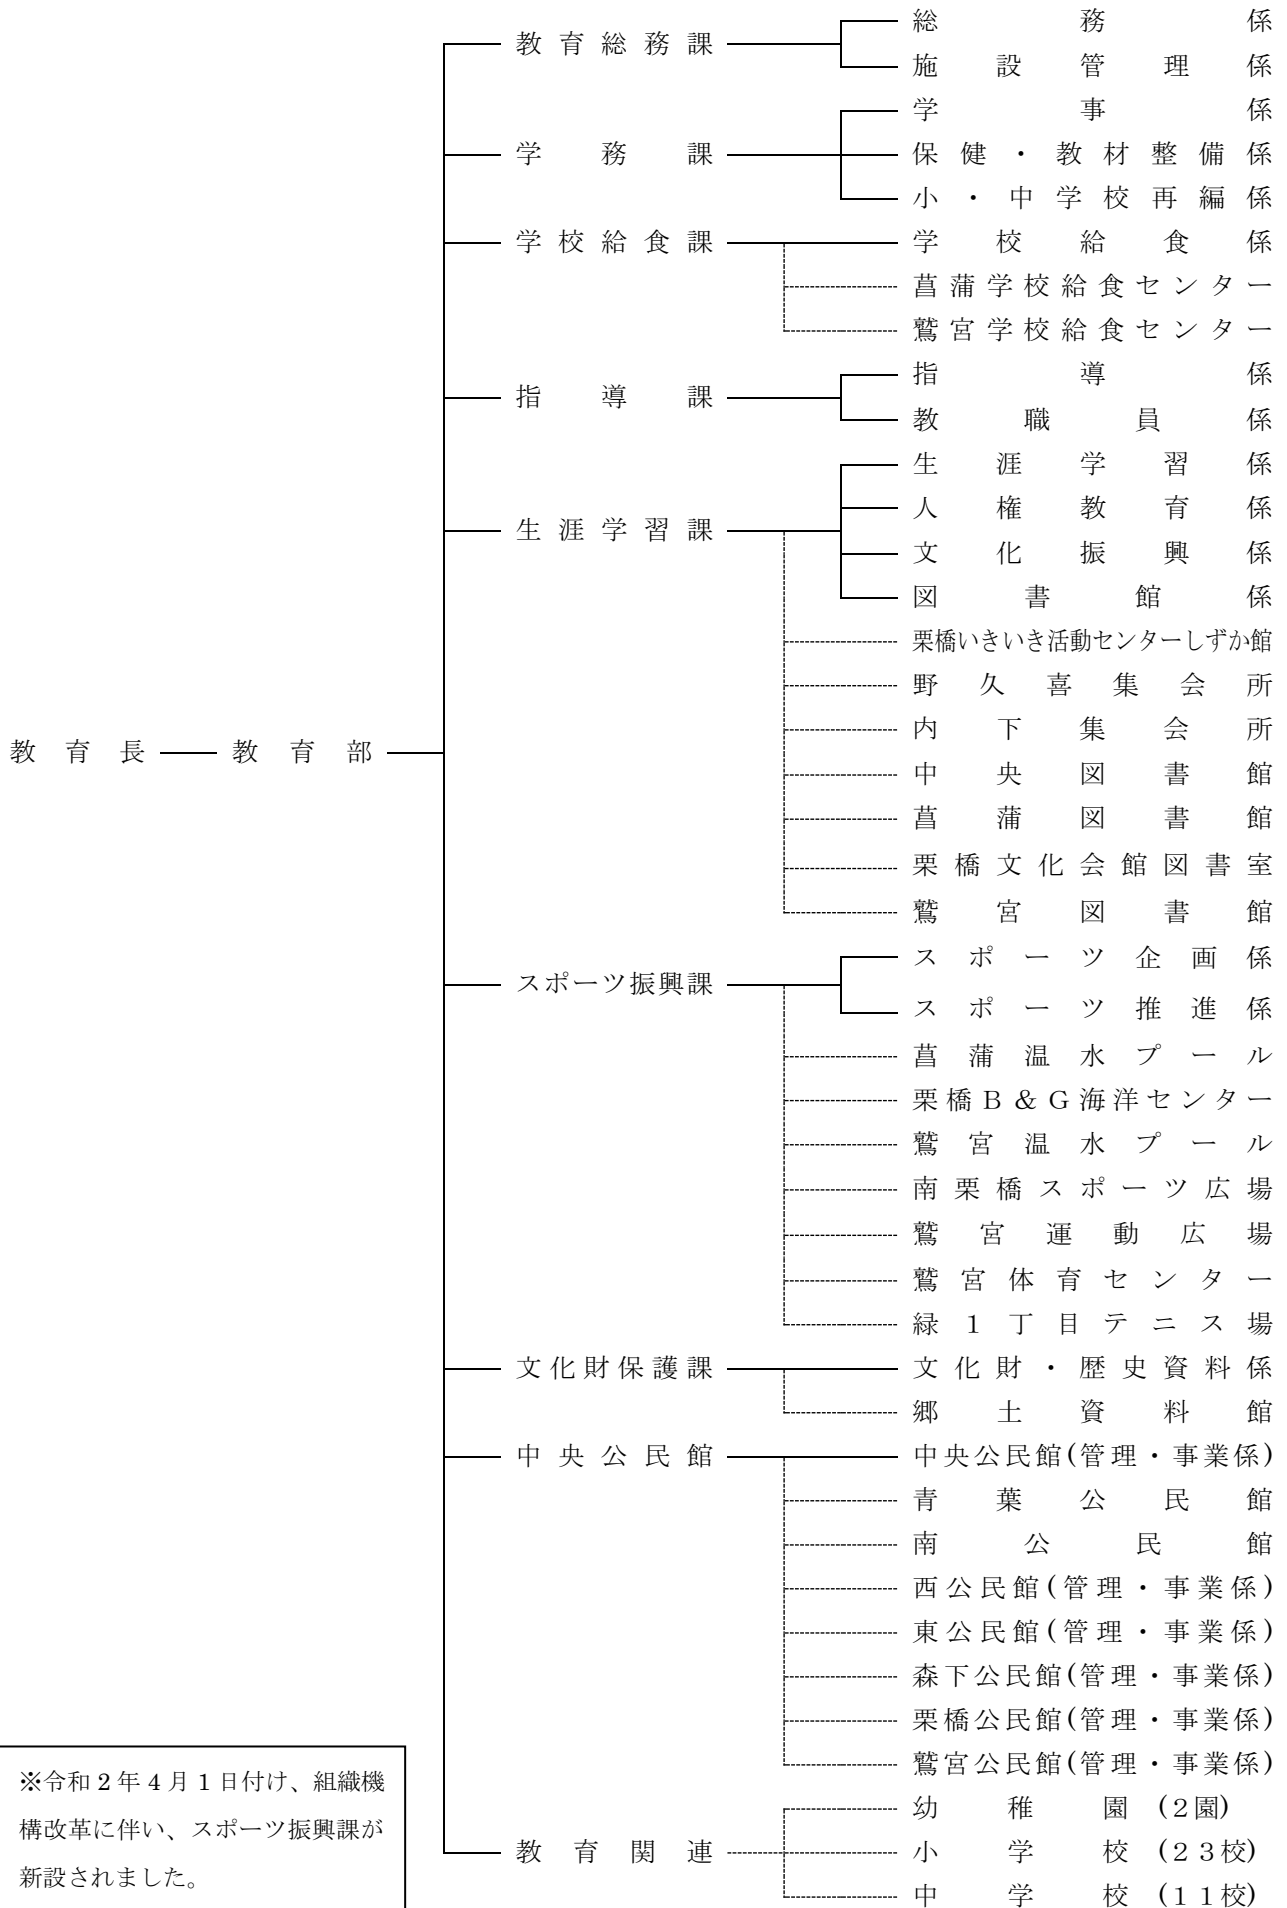 教育長
教育部
教育総務課
総務係
施設管理係
学務課
学事係
保健・教材整備係
小・中学校再編係
学校給食課
学校給食係
菖蒲学校給食センター
鷲宮学校給食センター
指導課
指導係
教職員係
生涯学習課
生涯学習係
人権教育係
文化振興係
図書館係
栗橋いきいき活動センターしずか館
野久喜集会所
内下集会所
中央図書館
菖蒲図書館
栗橋文化会館図書室
鷲宮図書館
スポーツ振興課
スポーツ企画係
スポーツ推進係
菖蒲温水プール
栗橋B＆G海洋センター
鷲宮温水プール
南栗橋スポーツ広場
鷲宮運動広場
鷲宮体育センター
緑１丁目テニス場
文化財保護課
文化財・歴史資料係
郷土資料館
中央公民館
中央公民館(管理・事業係)
青葉公民館
南公民館
西公民館(管理・事業係)
東公民館(管理・事業係)
森下公民館(管理・事業係)
栗橋公民館(管理・事業係)
鷲宮公民館(管理・事業係)
教育関連
幼稚園 (２園)
小学校 (２３校)
中学校 (１１校)
※令和２年４月１日付け、組織機
構改革に伴い、スポーツ振興課が
新設されました。